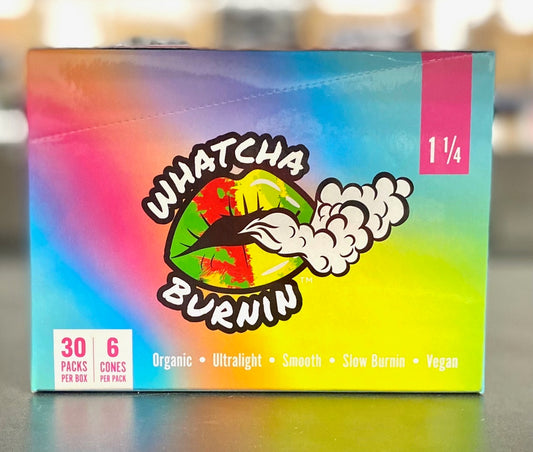 1 ¼
WHATCHA
BURNIN
TM
30 6
PACKS CONES
PER BOX PER PACK
Organic • Ultralight • Smooth • Slow Burnin • Vegan